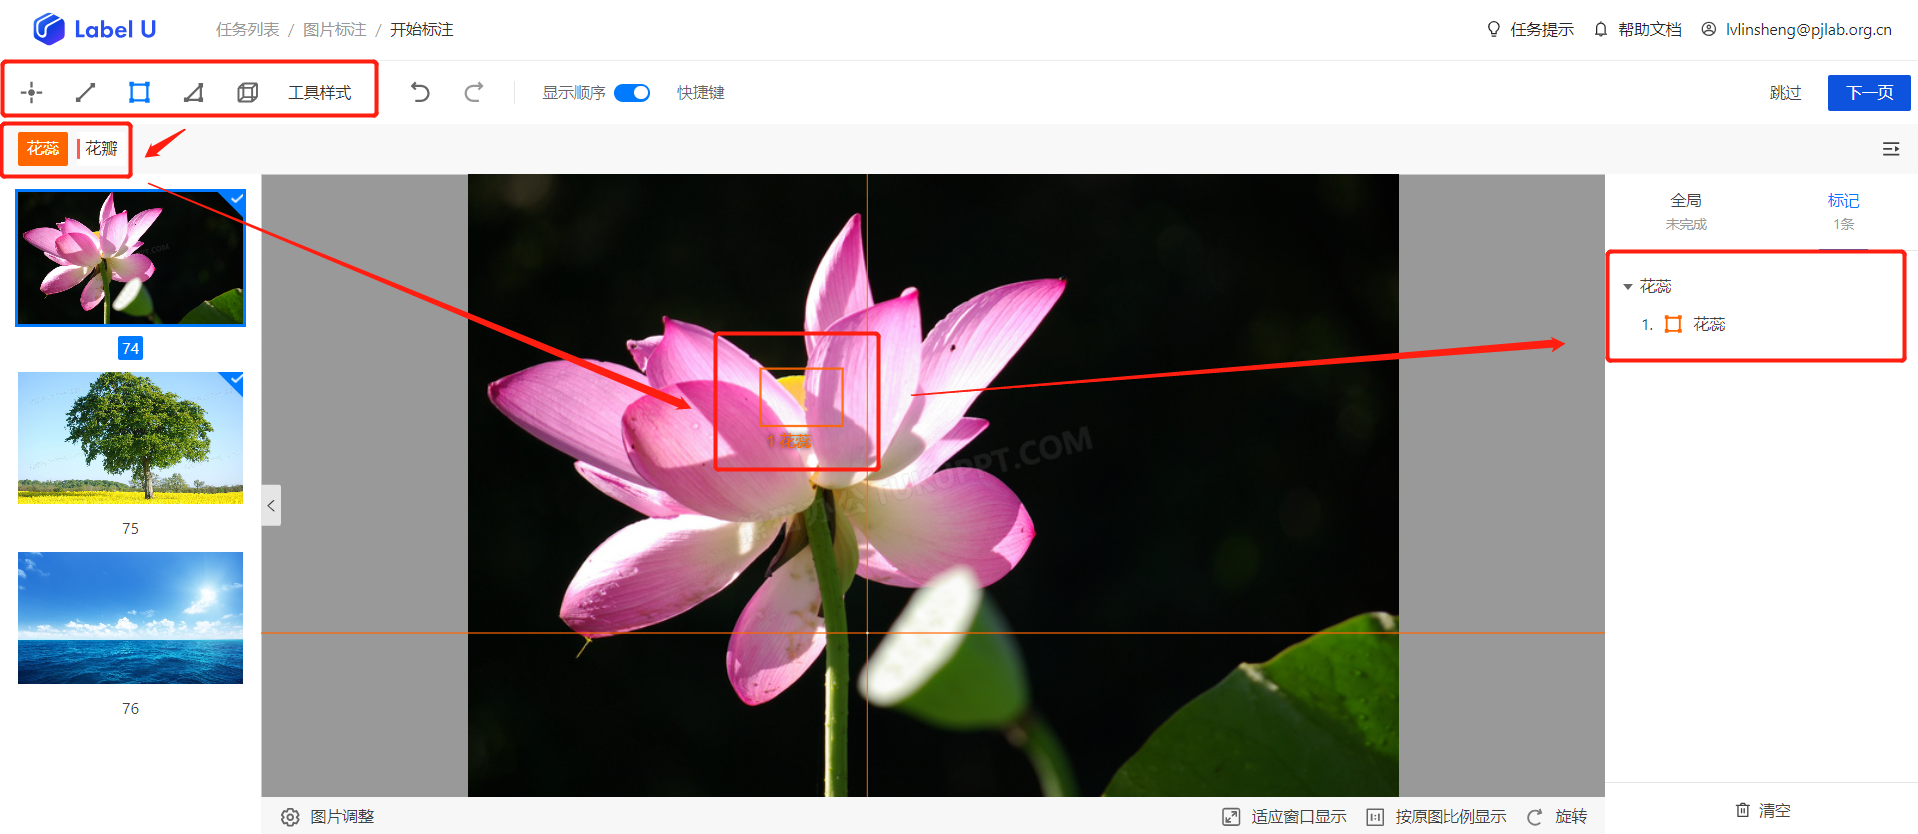 Label U
任务列表 / 图片标注 / 开始标注
任务提示
帮助文档
lvlinsheng@pjlab.org.cn
工具样式
显示顺序
快捷键
跳过
下一页
花蕊
花瓣
74
75
76
1 花蕊
全局
未完成
标记
1条
花蕊
1. 花蕊
图片调整
适应窗口显示
按原图比例显示
旋转
清空